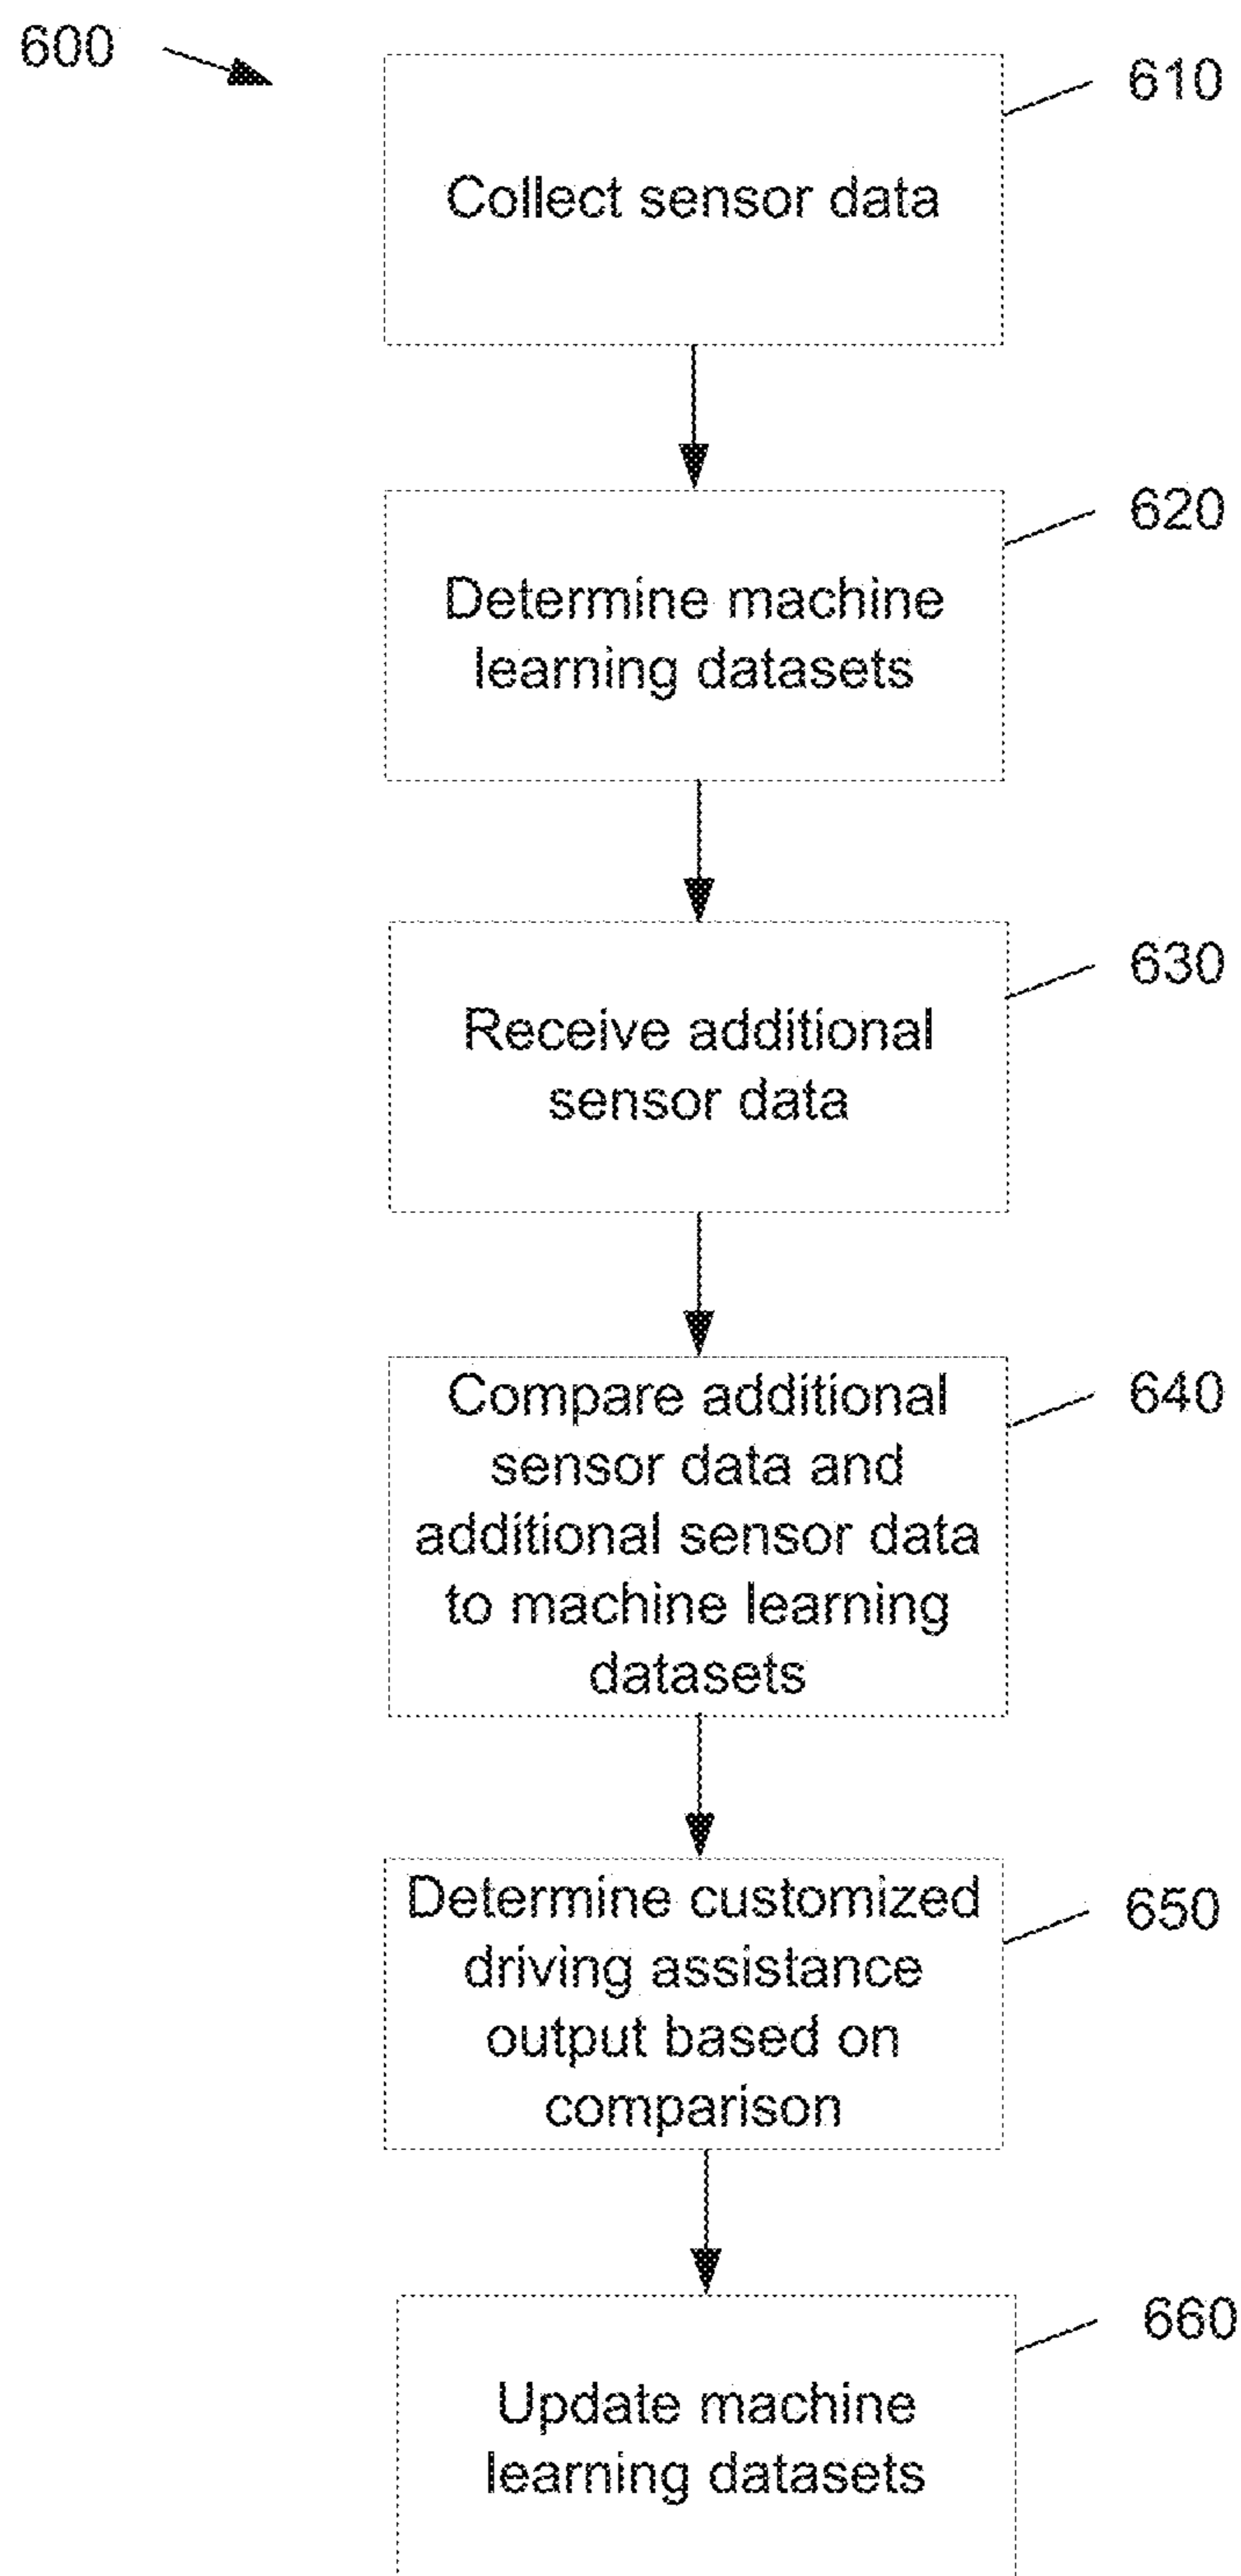 600
610
Collect sensor data
620
Determine machine
learning datasets
630
Receive additional
sensor data
640
Compare additional
sensor data and
additional sensor data
to machine learning
datasets
650
Determine customized
driving assistance
output based on
comparison
660
Update machine
learning datasets